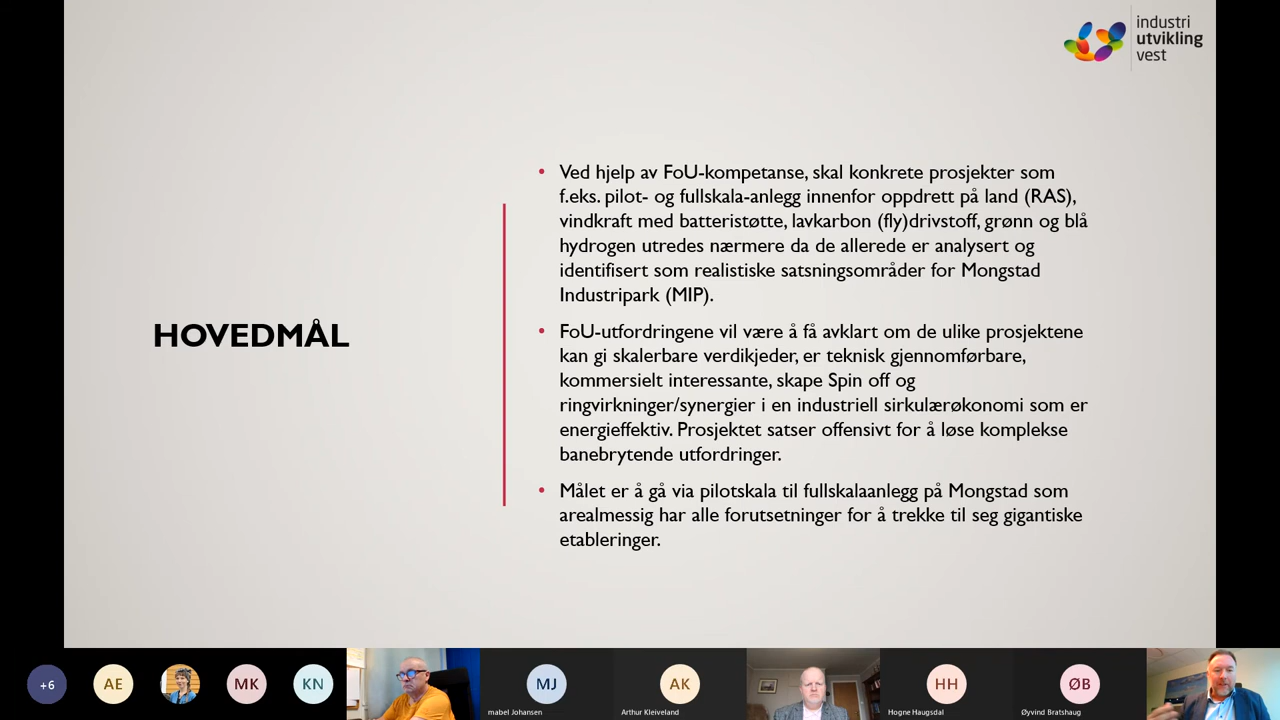 industri
utvikling
vest
HOVEDMÅL
• Ved hjelp av FoU-kompetanse, skal konkrete prosjekter som
f.eks. pilot- og fullskala-anlegg innenfor oppdrett på land (RAS),
vindkraft med batteristøtte, lavkarbon (fly)drivstoff, grønn og blå
hydrogen utredes nærmere da de allerede er analysert og
identifisert som realistiske satsningsområder for Mongstad
Industripark (MIP).
• FoU-utfordringene vil være å få avklart om de ulike prosjektene
kan gi skalerbare verdikjeder, er teknisk gjennomførbare,
kommersielt interessante, skape Spin off og
ringvirkninger/synergier i en industriell sirkulærøkonomi som er
energieffektiv. Prosjektet satser offensivt for å løse komplekse
banebrytende utfordringer.
• Målet er å gå via pilotskala til fullskalaanlegg på Mongstad som
arealmessig har alle forutsetninger for å trekke til seg gigantiske
etableringer.
+6
AE
MK
KN
MJ
mabel Johansen
AK
Arthur Kleiveland
HH
Hogne Haugsdal
ØB
Øyvind Bratshaug